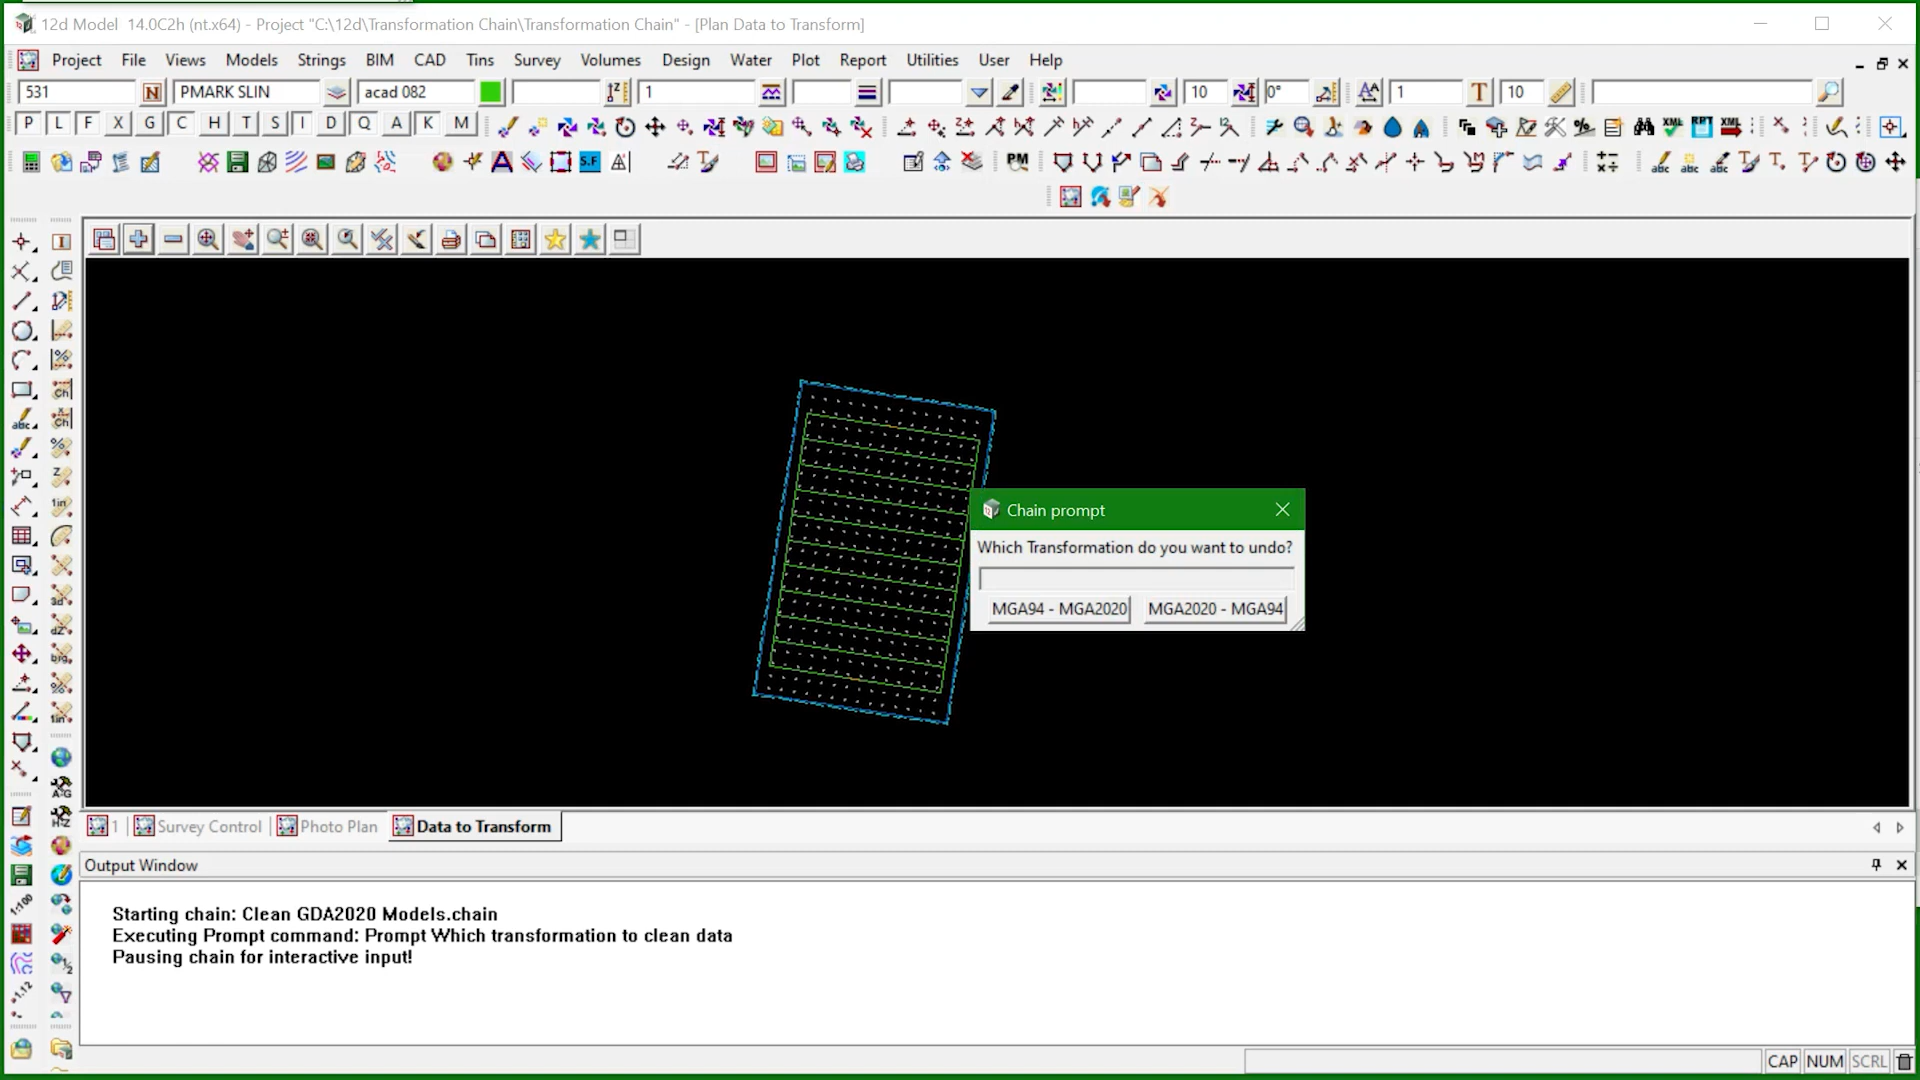 12d Model 14.0C2h (nt.x64) - Project "C:\12d\Transformation Chain\Transformation Chain" - [Plan Data to Transform]
Project File Views Models Strings BIM CAD Tins Survey Volumes Design Water Plot Report Utilities User Help
531 N PMARK SLIN acad 082 1 10 0° 1 T 10
P L F X G C H T S I D Q A K M
S.F PM
Chain prompt
Which Transformation do you want to undo?
MGA94 - MGA2020 MGA2020 - MGA94
1 Survey Control Photo Plan Data to Transform
Output Window
Starting chain: Clean GDA2020 Models.chain
Executing Prompt command: Prompt Which transformation to clean data
Pausing chain for interactive input!
CAP NUM SCRL